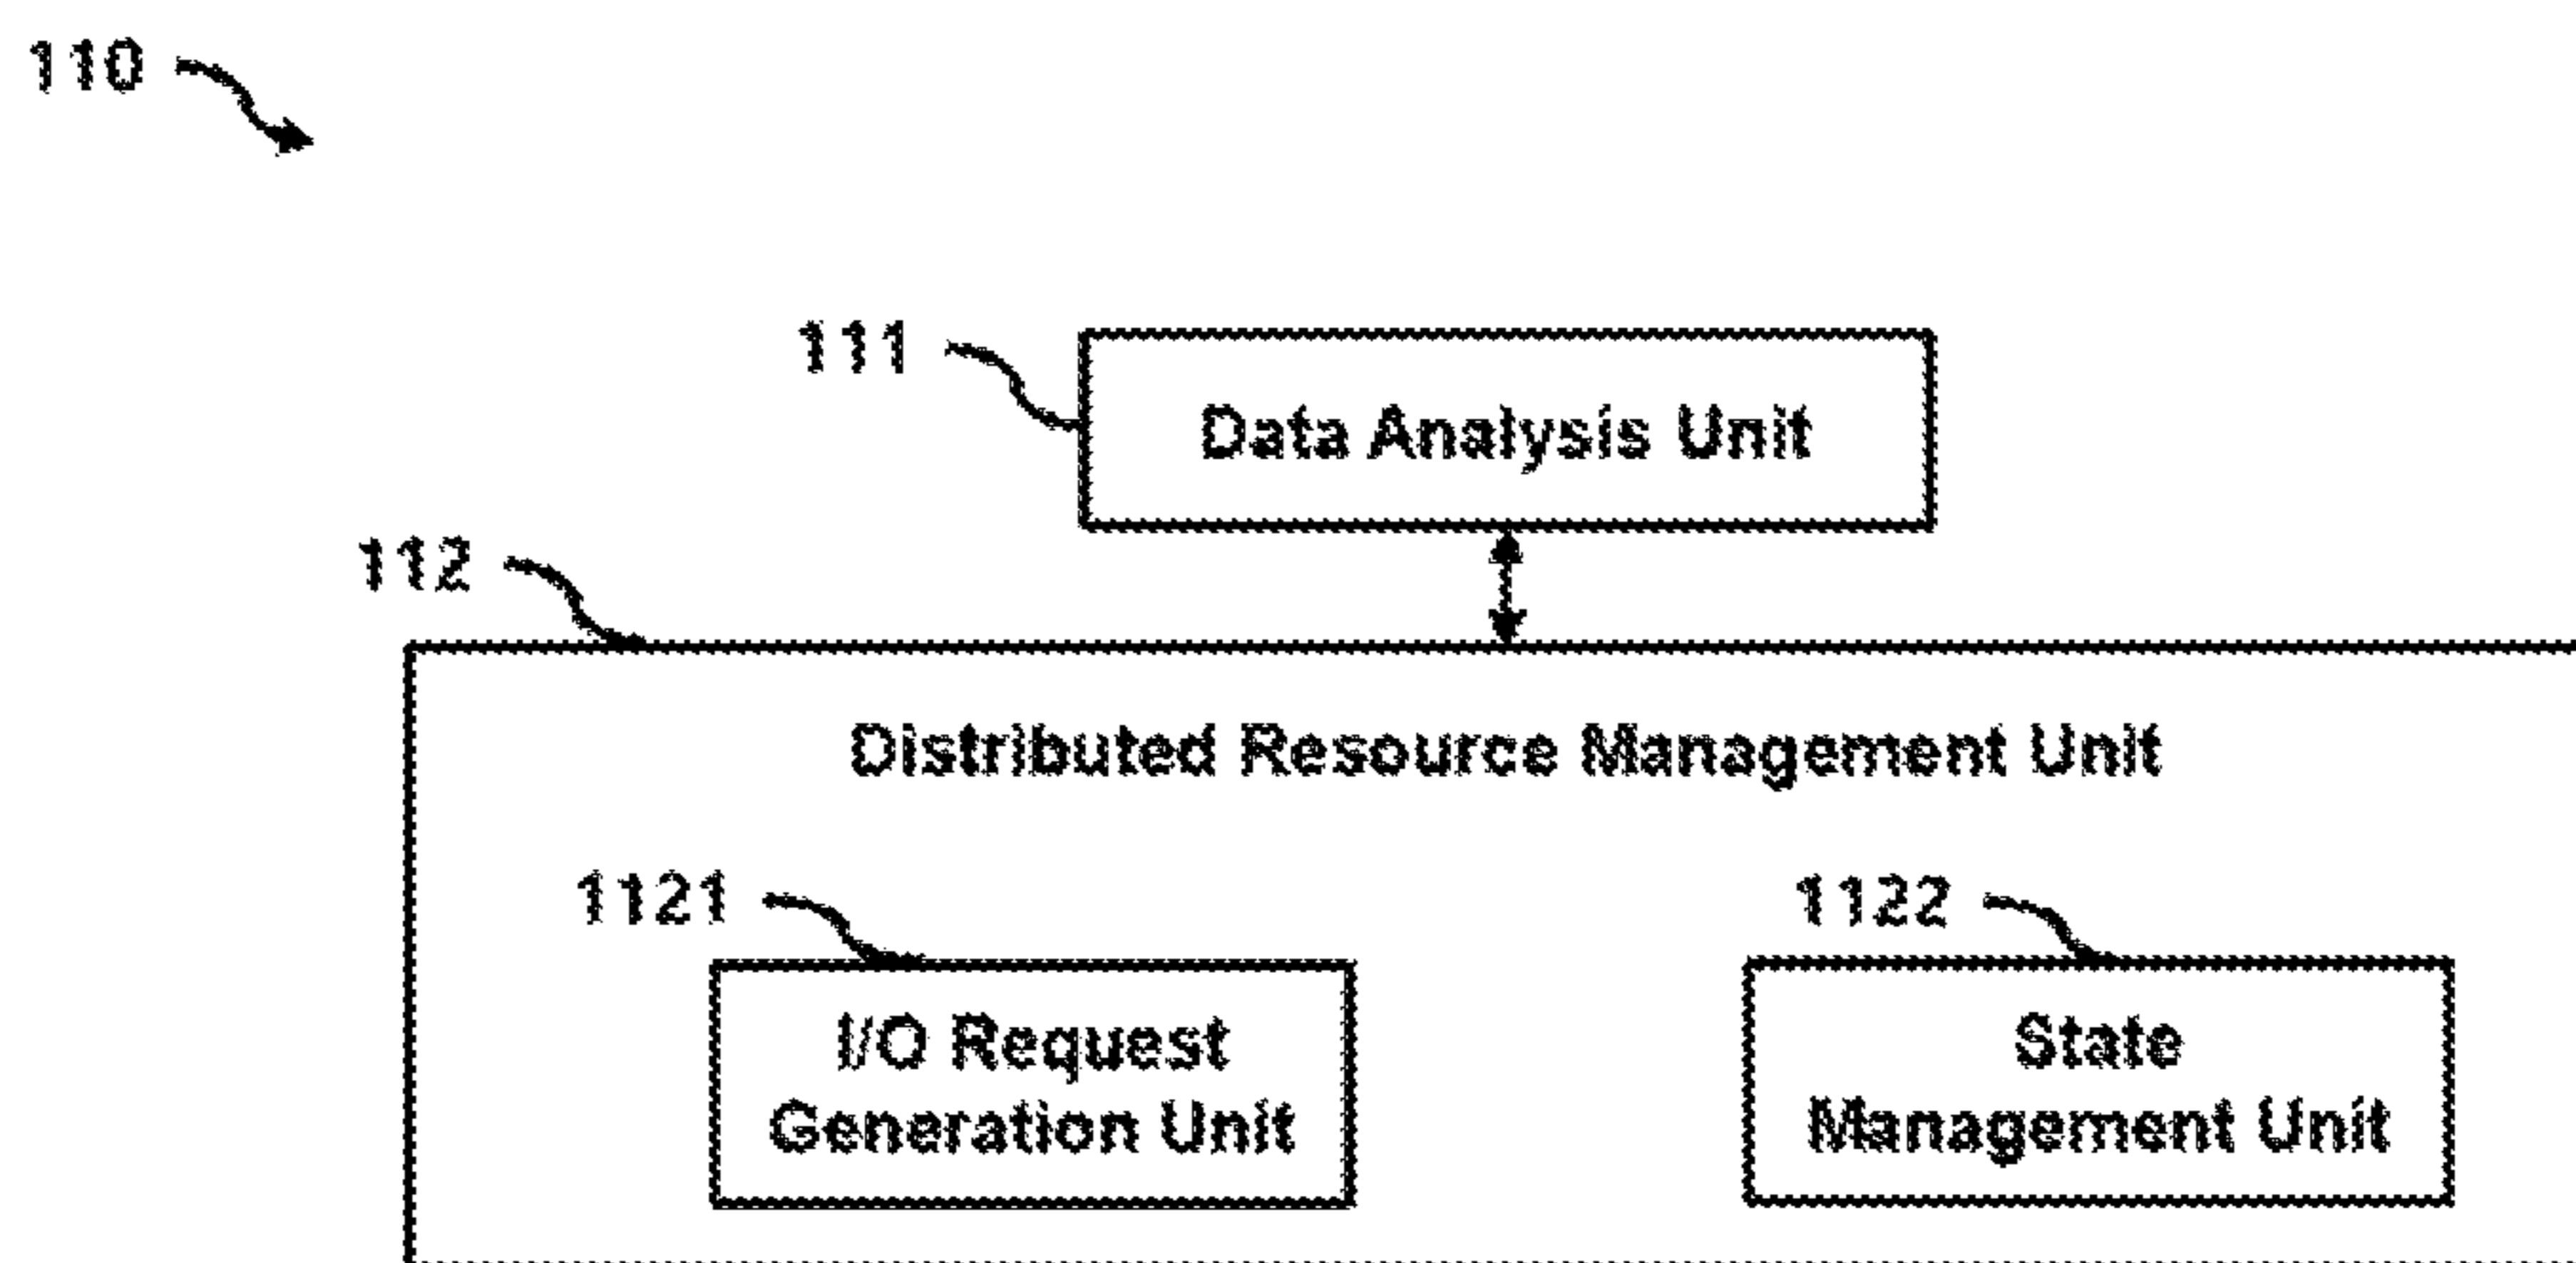 110
111
Data Analysis Unit
112
Distributed Resource Management Unit
1121
1122
I/O Request
Generation Unit
State
Management Unit